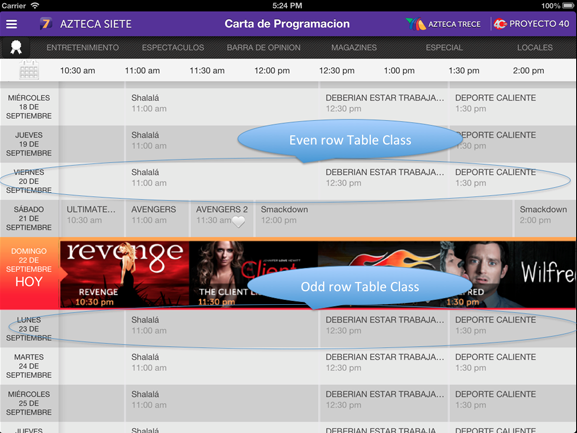 iPad
5:24 PM
100%
7 AZTECA SIETE
Carta de Programacion
AZTECA TRECE
40 PROYECTO 40
ENTRETENIMIENTO ESPECTACULOS BARRA DE OPINION MAGAZINES ESPECIAL LOCALES
10:30 am 11:00 am 11:30 am 12:00 pm 12:30 pm 1:00 pm 1:30 pm 2:00 pm
MIÉRCOLES
18 DE
SEPTIEMBRE
Shalalá
11:00 am
DEBERIAN ESTAR TRABAJA...
12:30 pm
DEPORTE CALIENTE
1:30 pm
JUEVES
19 DE
SEPTIEMBRE
Shalalá
11:00 am
DEBERIAN ESTAR TRABAJA...
DEPORTE CALIENTE
1:30 pm
Even row Table Class
VIERNES
20 DE
SEPTIEMBRE
Shalalá
11:00 am
DEBERIAN ESTAR TRABAJA...
12:30 pm
DEPORTE CALIENTE
1:30 pm
SÁBADO
21 DE
SEPTIEMBRE
ULTIMATE...
10:30 am
AVENGERS
11:00 am
AVENGERS 2
11:30 am
Smackdown
12:00 pm
Smackdown
2:00 pm
DOMINGO
22 DE
SEPTIEMBRE
HOY
revenge
REVENGE
10:30 pm
Client
THE CLIENT LI
11:00 pm
Wilfre
RED
1:30 pm
Odd row Table Class
LUNES
23 DE
SEPTIEMBRE
Shalalá
11:00 am
DEBERIAN ESTAR TRABAJA...
12:30 pm
DEPORTE CALIENTE
1:30 pm
MARTES
24 DE
SEPTIEMBRE
Shalalá
11:00 am
DEBERIAN ESTAR TRABAJA...
12:30 pm
DEPORTE CALIENTE
1:30 pm
MIÉRCOLES
25 DE
SEPTIEMBRE
Shalalá
11:00 am
DEBERIAN ESTAR TRABAJA...
12:30 pm
DEPORTE CALIENTE
1:30 pm